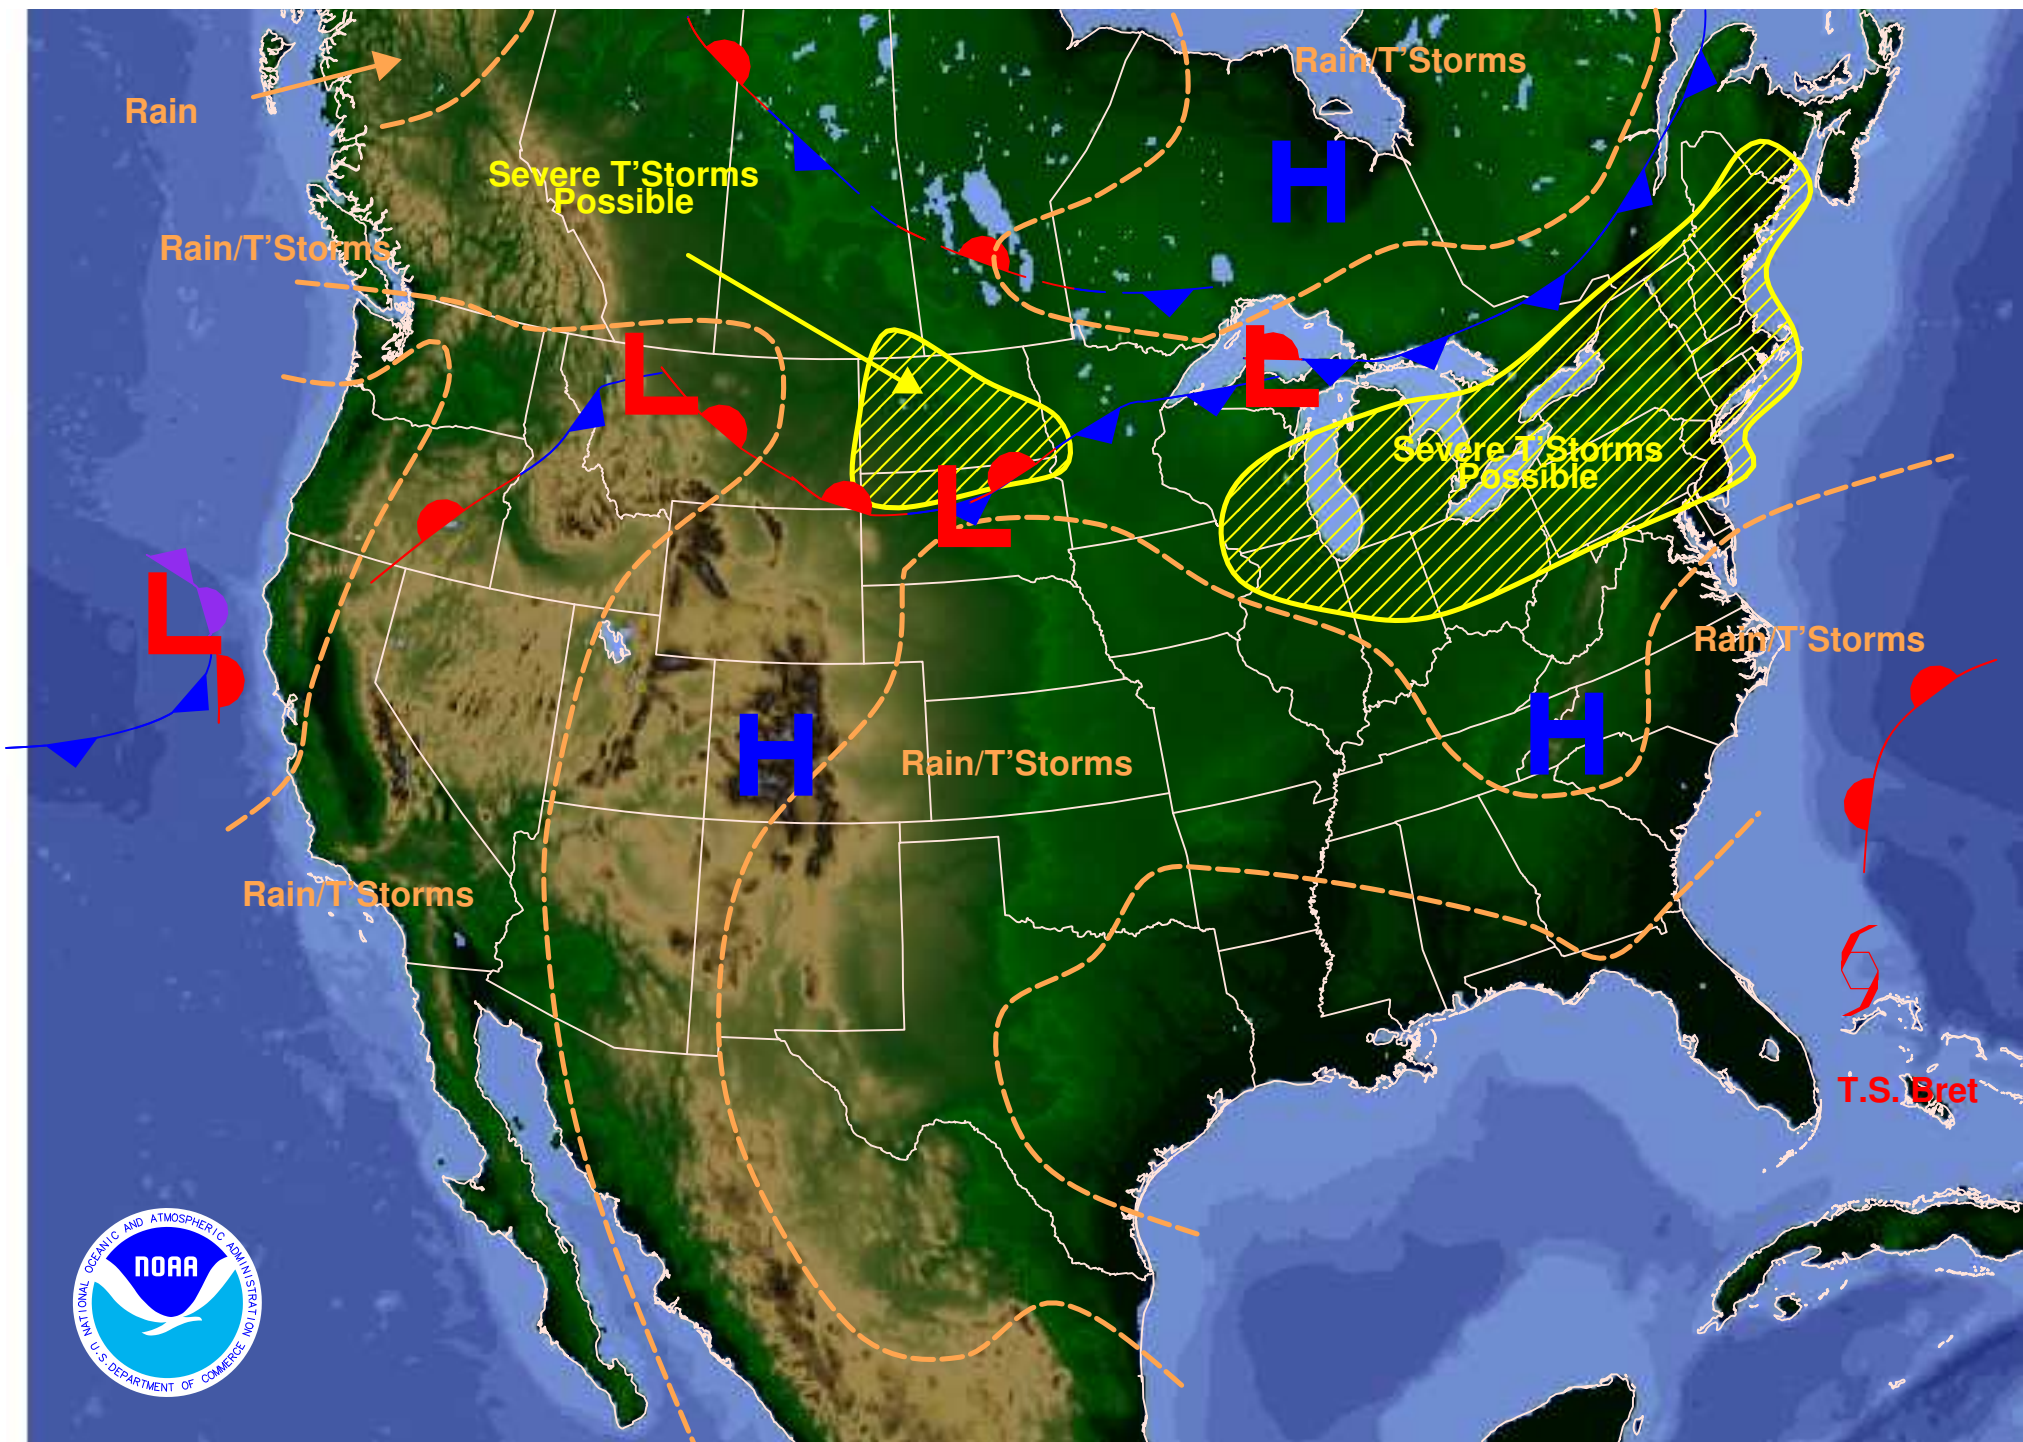 Rain/T'Storms
Rain
Severe T'Storms
Possible
Rain/T'Storms
H
L
L
Severe T'Storms
Possible
L
L
Rain/T'Storms
H
H
Rain/T'Storms
Rain/T'Storms
T.S. Bret
NATIONAL OCEANIC AND ATMOSPHERIC ADMINISTRATION
NOAA
U.S. DEPARTMENT OF COMMERCE